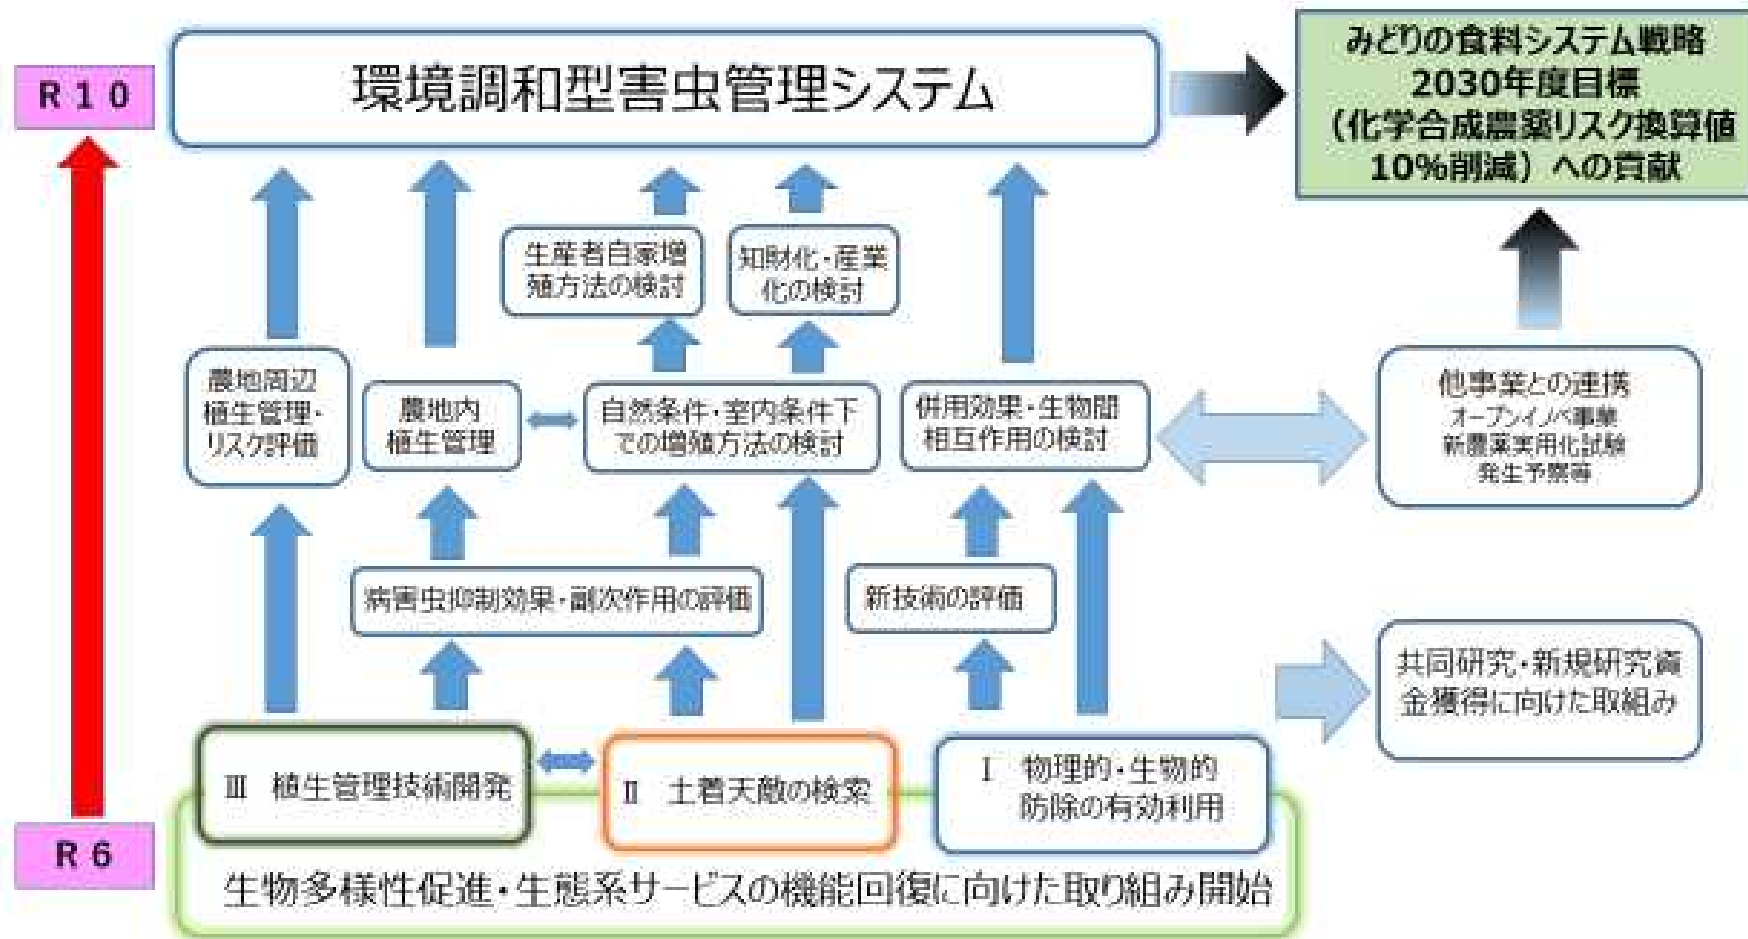 環境調和型害虫管理システム
みどりの食料システム戦略
2030年度目標
(化学合成農薬リスク換算値
10%削減)への貢献
R10
生産者自家増
殖方法の検討
知財化・産業
化の検討
農地周辺
植生管理・
リスク評価
農地内
植生管理
自然条件・室内条件下
での増殖方法の検討
併用効果・生物間
相互作用の検討
他事業との連携
オープンイノベ事業
新農薬実用化試験
発生予察等
病害虫抑制効果・副次作用の評価
新技術の評価
共同研究・新規研究資
金獲得に向けた取組み
Ⅲ 植生管理技術開発
Ⅱ 土着天敵の検索
Ⅰ 物理的・生物的
防除の有効利用
R6
生物多様性促進・生態系サービスの機能回復に向けた取り組み開始